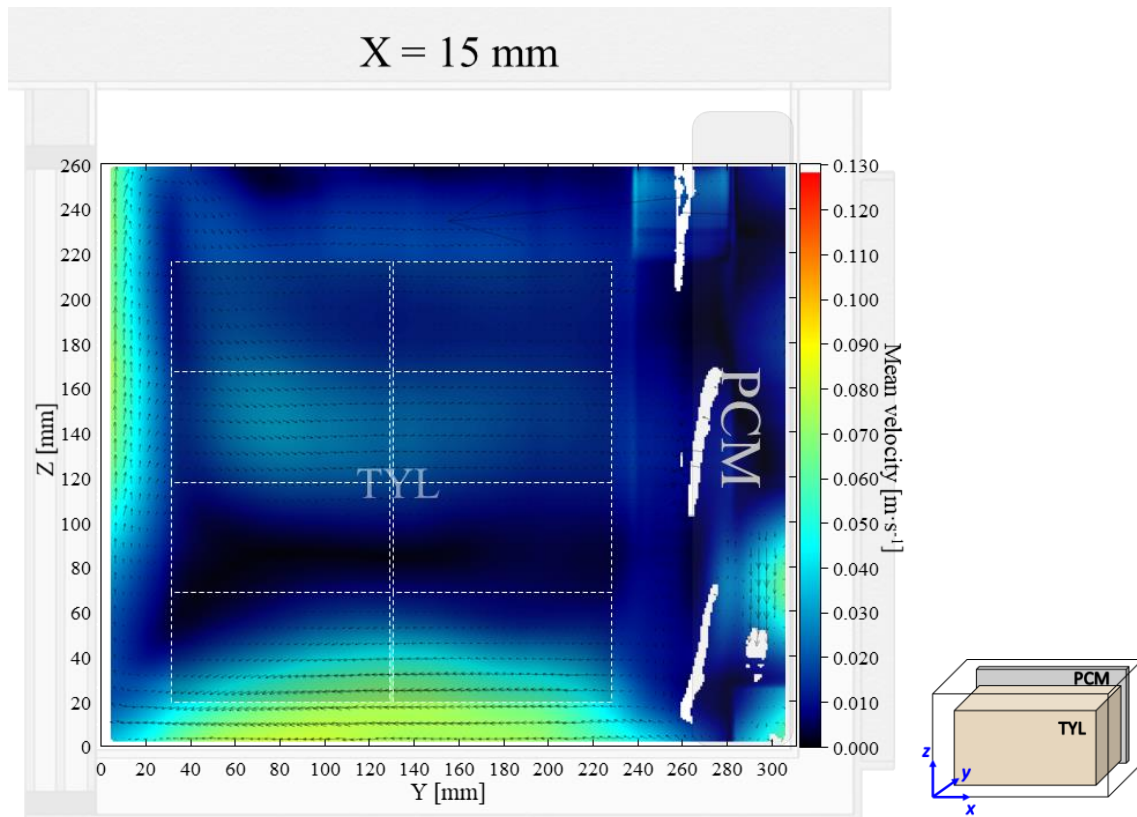 X = 15 mm
260
240
220
200
180
160
140
120
100
80
60
40
20
0
Z [mm]
0 20 40 60 80 100 120 140 160 180 200 220 240 260 280 300
Y [mm]
TYL
PCM
0.130
0.120
0.110
0.100
0.090
0.080
0.070
0.060
0.050
0.040
0.030
0.020
0.010
0.000
Mean velocity [m·s⁻¹]
PCM
TYL
z
y
x